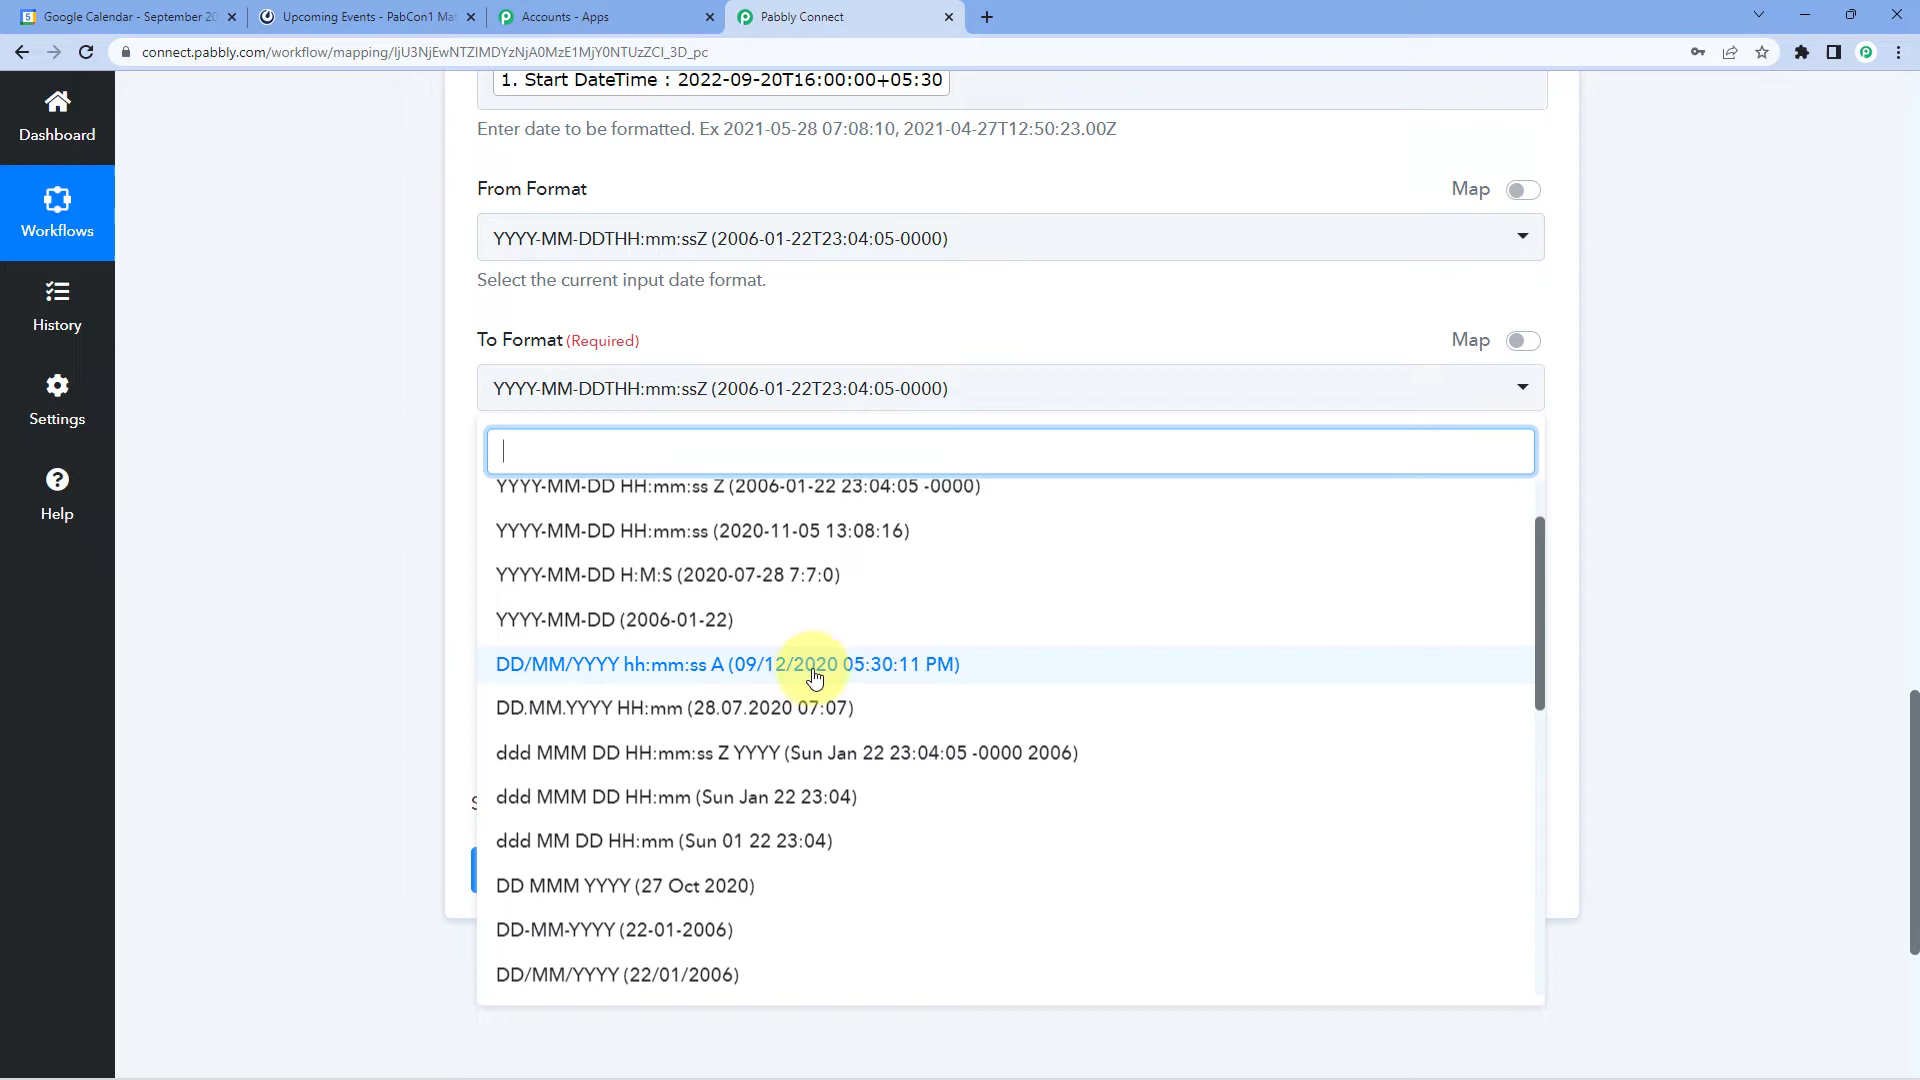 Google Calendar - September 20
Upcoming Events - PabCon1 Mat
Accounts - Apps
Pabbly Connect
connect.pabbly.com/workflow/mapping/IjU3NjEwNTZlMDYzNjA0MzE1MjY0NTUzZCI_3D_pc
Dashboard
Workflows
History
Settings
Help
1. Start DateTime : 2022-09-20T16:00:00+05:30
Enter date to be formatted. Ex 2021-05-28 07:08:10, 2021-04-27T12:50:23.00Z
From Format
Map
YYYY-MM-DDTHH:mm:ssZ (2006-01-22T23:04:05-0000)
Select the current input date format.
To Format (Required)
Map
YYYY-MM-DDTHH:mm:ssZ (2006-01-22T23:04:05-0000)
YYYY-MM-DD HH:mm:ss Z (2006-01-22 23:04:05 -0000)
YYYY-MM-DD HH:mm:ss (2020-11-05 13:08:16)
YYYY-MM-DD H:M:S (2020-07-28 7:7:0)
YYYY-MM-DD (2006-01-22)
DD/MM/YYYY hh:mm:ss A (09/12/2020 05:30:11 PM)
DD.MM.YYYY HH:mm (28.07.2020 07:07)
ddd MMM DD HH:mm:ss Z YYYY (Sun Jan 22 23:04:05 -0000 2006)
ddd MMM DD HH:mm (Sun Jan 22 23:04)
ddd MM DD HH:mm (Sun 01 22 23:04)
DD MMM YYYY (27 Oct 2020)
DD-MM-YYYY (22-01-2006)
DD/MM/YYYY (22/01/2006)